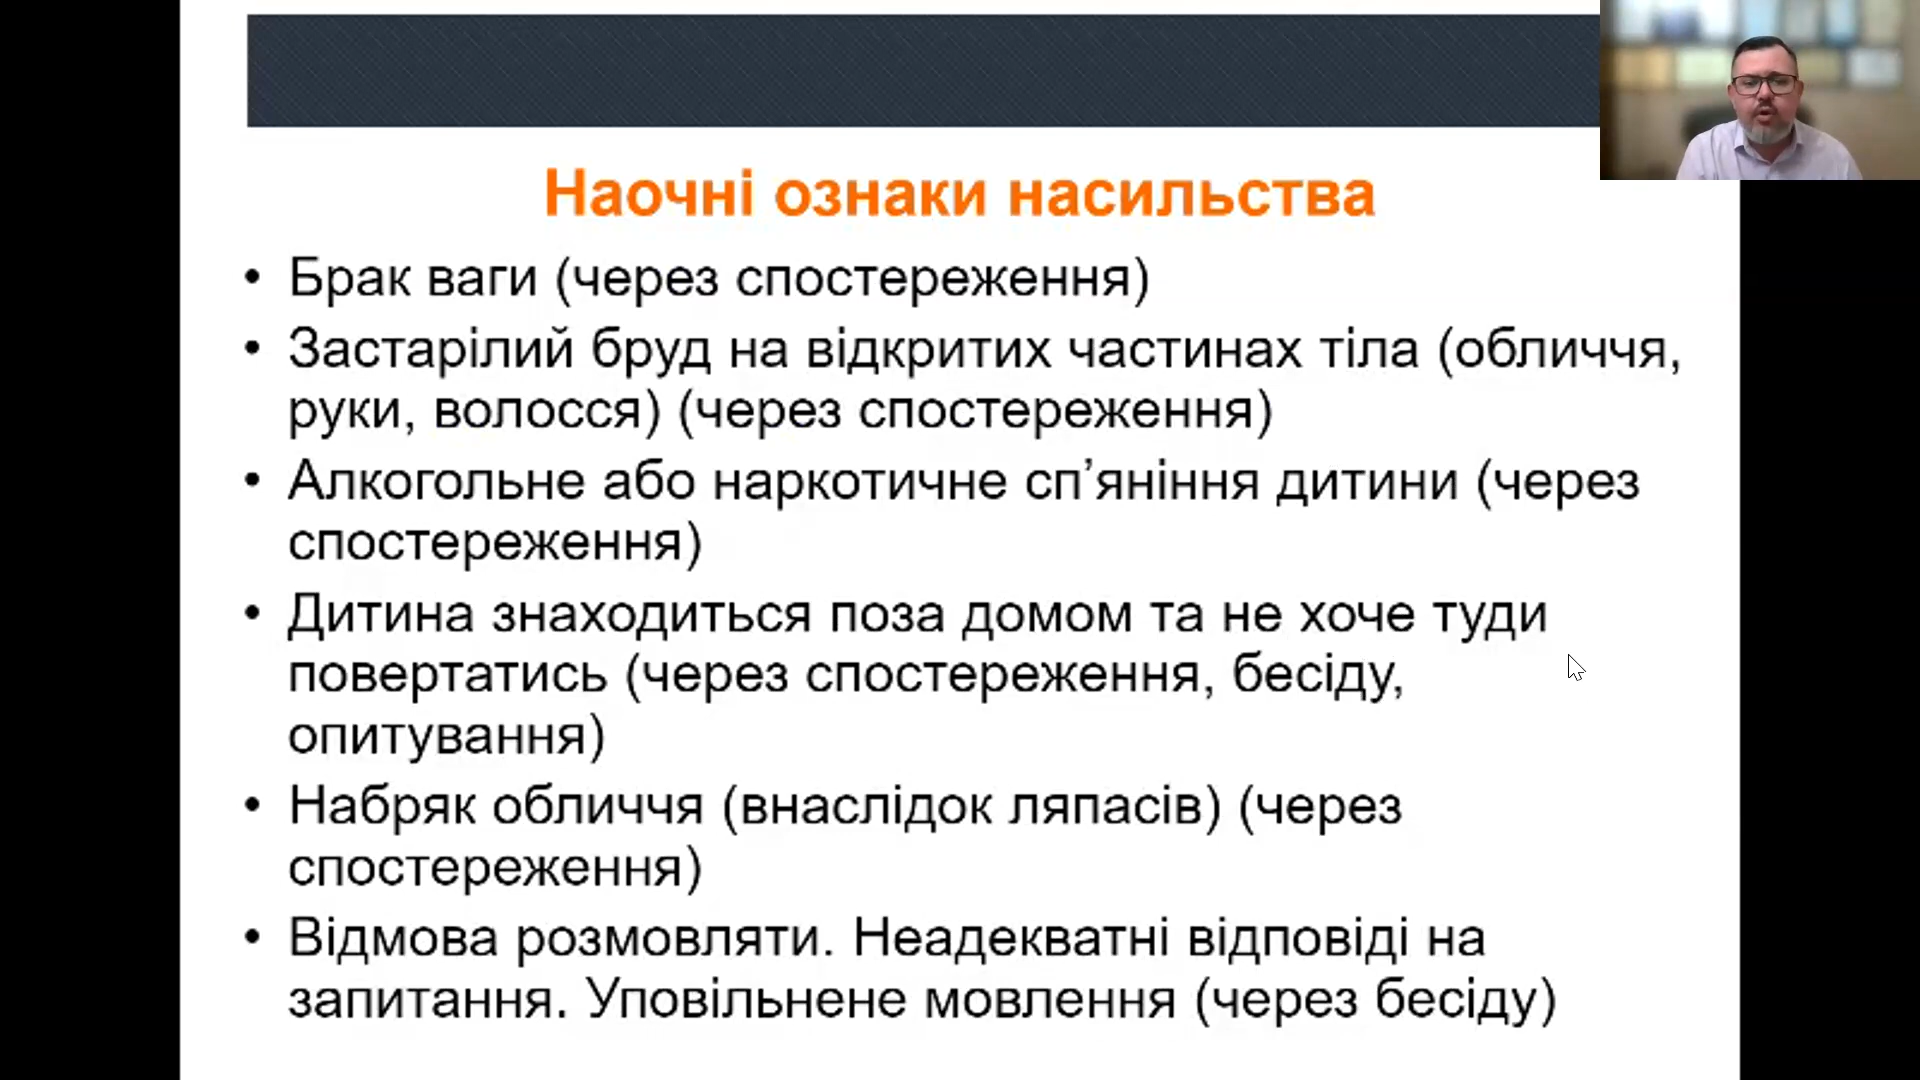 Наочні ознаки насильства
• Брак ваги (через спостереження)
• Застарілий бруд на відкритих частинах тіла (обличчя,
руки, волосся) (через спостереження)
• Алкогольне або наркотичне сп’яніння дитини (через
спостереження)
• Дитина знаходиться поза домом та не хоче туди
повертатись (через спостереження, бесіду,
опитування)
• Набряк обличчя (внаслідок ляпасів) (через
спостереження)
• Відмова розмовляти. Неадекватні відповіді на
запитання. Уповільнене мовлення (через бесіду)